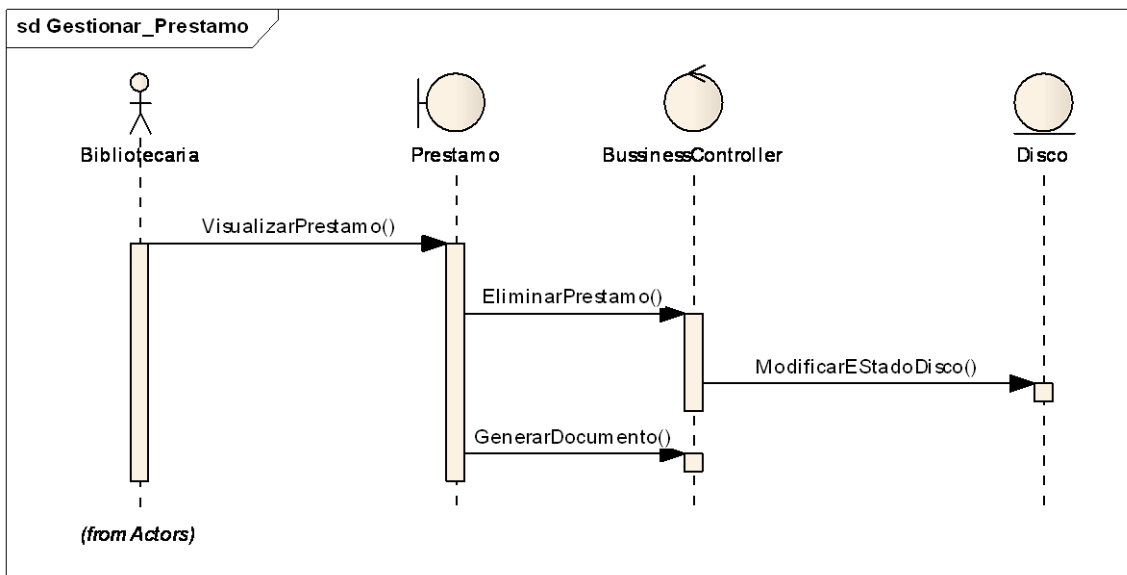 sd Gestionar_Prestamo
Bibliotecaria
Prestamo
BussinessController
Disco
VisualizarPrestamo()
EliminarPrestamo()
ModificarEStadoDisco()
GenerarDocumento()
(from Actors)